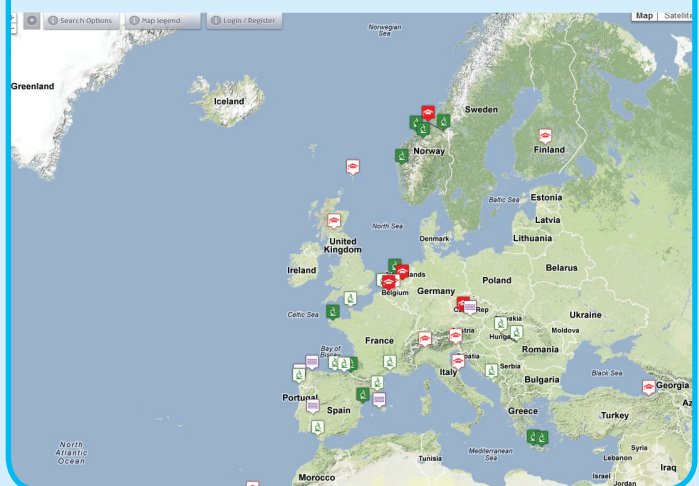 Search Options
Map legend
Login / Register
Map
Satellite
Norwegian
Sea
Greenland
Iceland
Sweden
Norway
Finland
Baltic Sea
Estonia
Latvia
Lithuania
North Sea
Denmark
United
Kingdom
Ireland
Belarus
Poland
Belgium
Germany
Rep
Ukraine
Celtic Sea
Moldova
France
Bay of
Romania
Serbia
Italy
Bulgaria
Black Sea
Georgia
Portugal
Spain
Greece
Turkey
North
Atlantic
Ocean
Mediterranean
Sea
Tunisia
Syria
Lebanon
Iraq
Israel
Jordan
Morocco